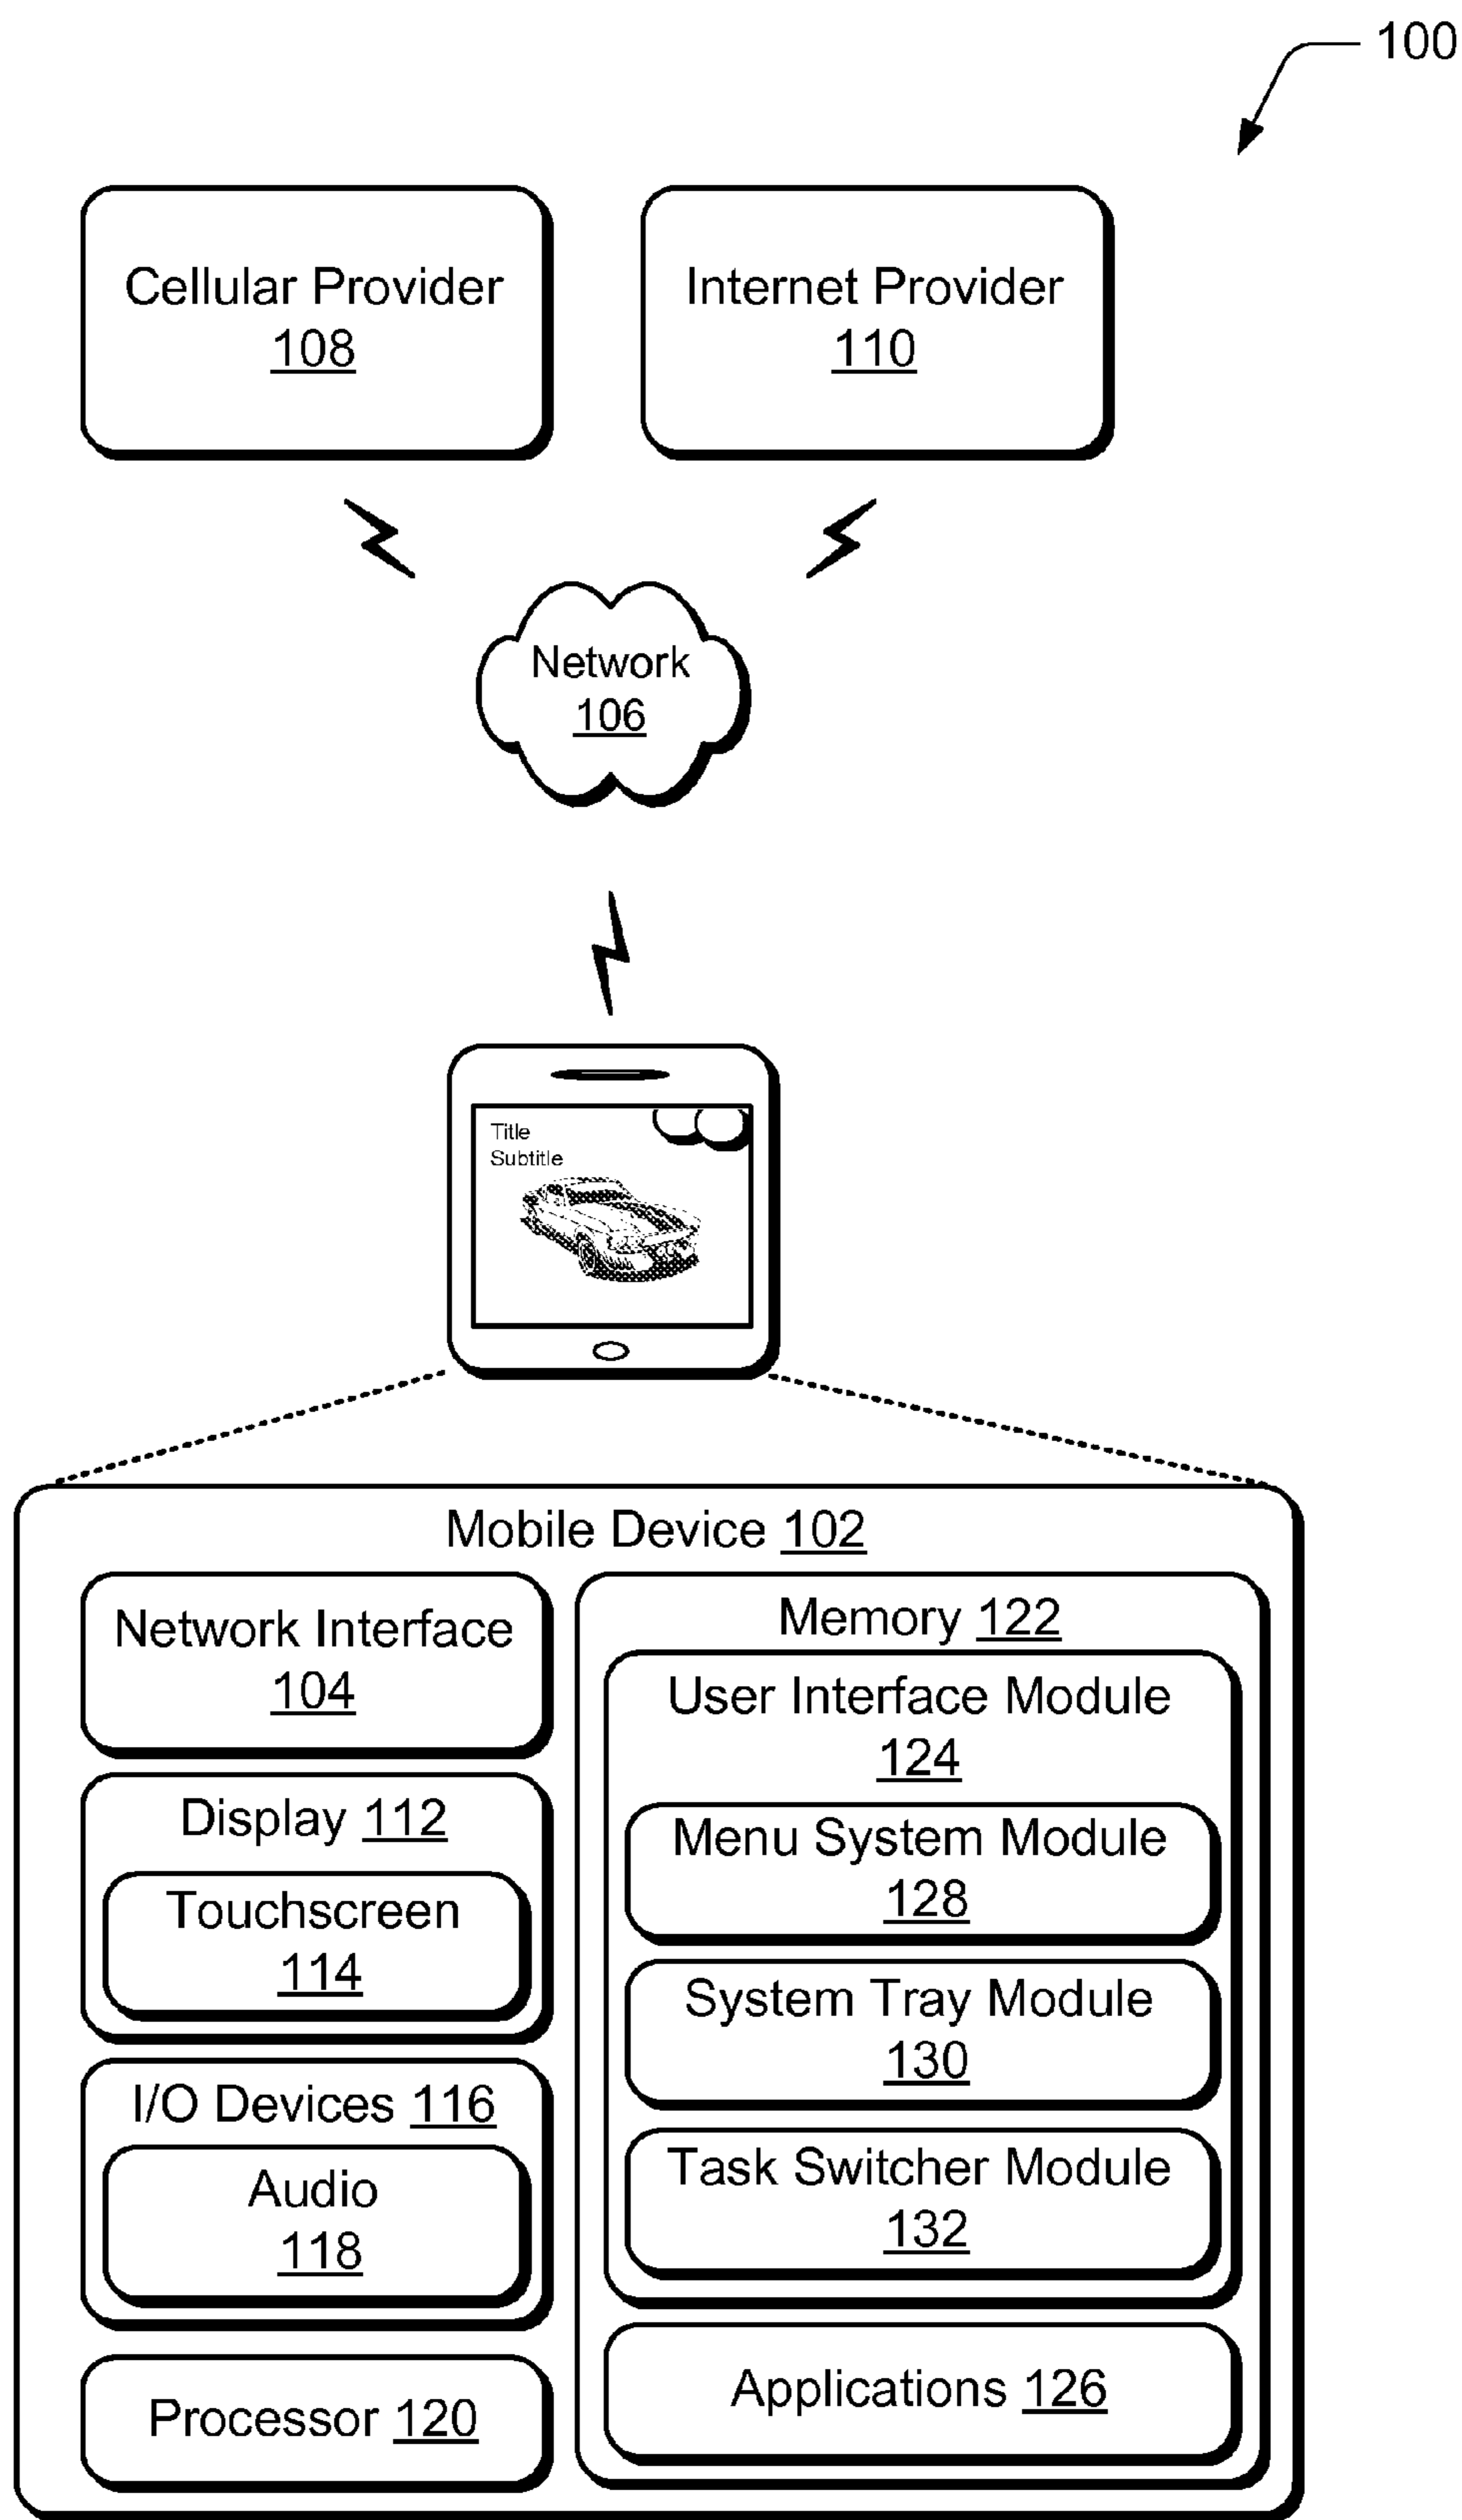 100
Cellular Provider
108
Internet Provider
110
Network
106
Title
Subtitle
Mobile Device 102
Network Interface
104
Display 112
Touchscreen
114
I/O Devices 116
Audio
118
Processor 120
Memory 122
User Interface Module
124
Menu System Module
128
System Tray Module
130
Task Switcher Module
132
Applications 126